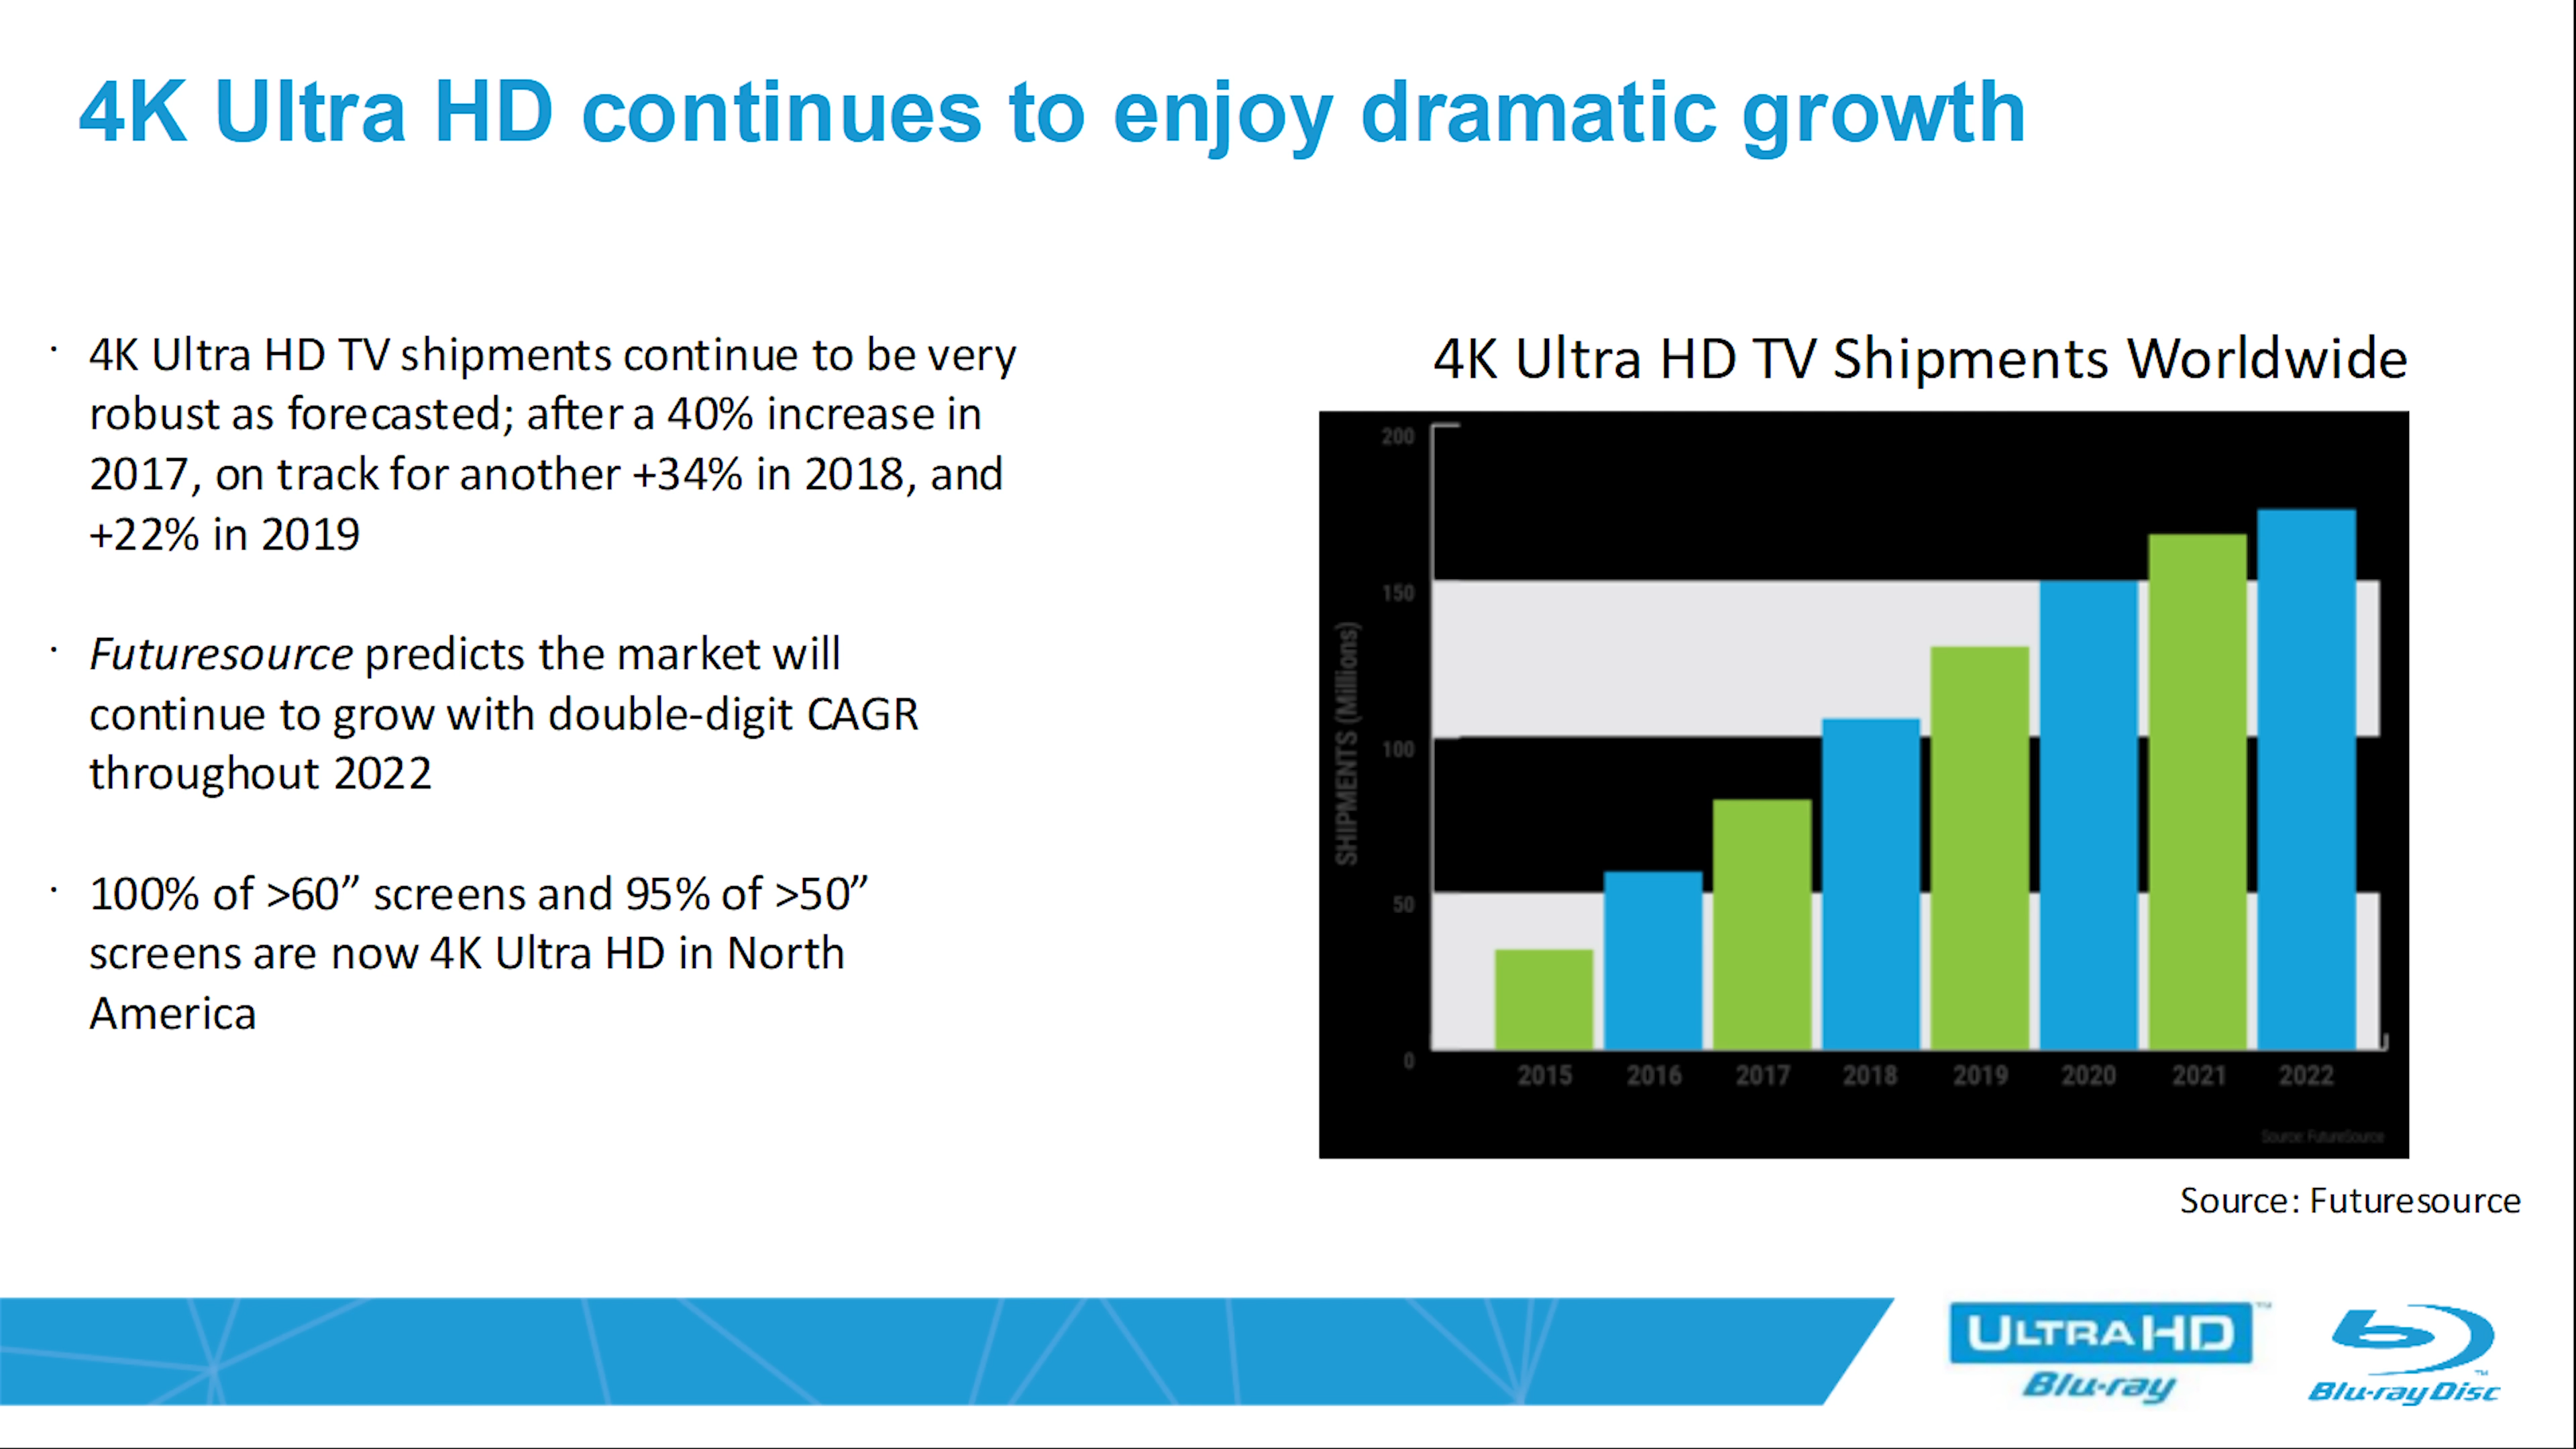 4K Ultra HD continues to enjoy dramatic growth
· 4K Ultra HD TV shipments continue to be very
robust as forecasted; after a 40% increase in
2017, on track for another +34% in 2018, and
+22% in 2019
· Futuresource predicts the market will
continue to grow with double-digit CAGR
throughout 2022
· 100% of >60” screens and 95% of >50”
screens are now 4K Ultra HD in North
America
4K Ultra HD TV Shipments Worldwide
SHIPMENTS (Millions)
200
150
100
50
0
2015 2016 2017 2018 2019 2020 2021 2022
Source: FutureSource
Source: Futuresource
ULTRA HD™
Blu-ray
Blu-ray Disc™